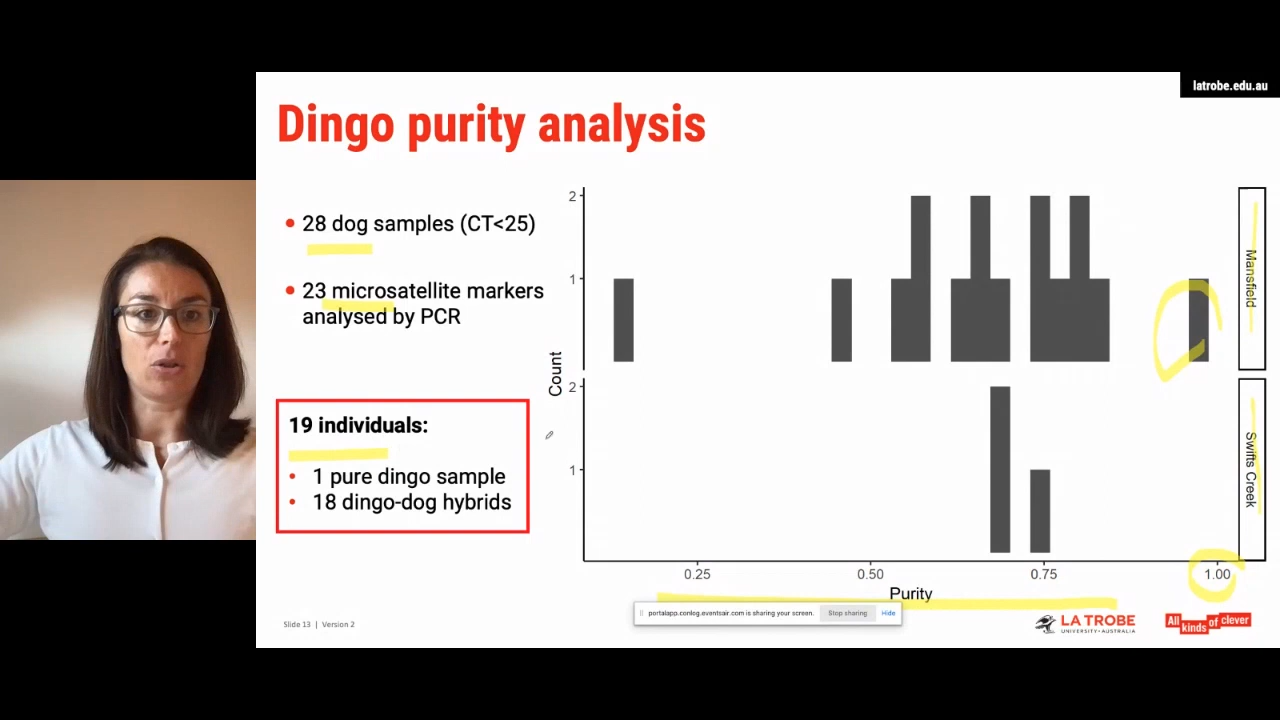 latrobe.edu.au
Dingo purity analysis
• 28 dog samples (CT<25)
• 23 microsatellite markers
analysed by PCR
19 individuals:
• 1 pure dingo sample
• 18 dingo-dog hybrids
Count
2
1
2
1
Mansfield
Swifts Creek
0.25 0.50 0.75 1.00
Purity
portalapp.conlog.eventsair.com is sharing your screen. Stop sharing Hide
Slide 13 | Version 2
LA TROBE
UNIVERSITY • AUSTRALIA
All kinds of clever